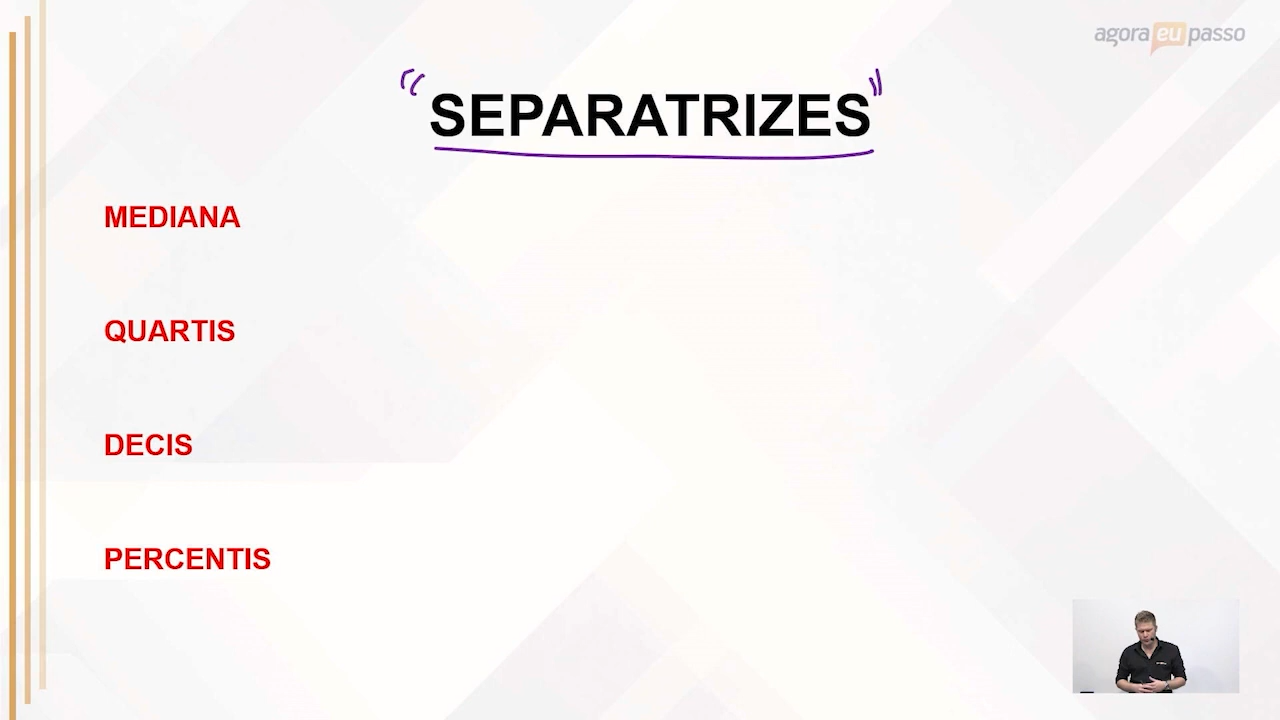 agora eu passo
"SEPARATRIZES"
MEDIANA
QUARTIS
DECIS
PERCENTIS